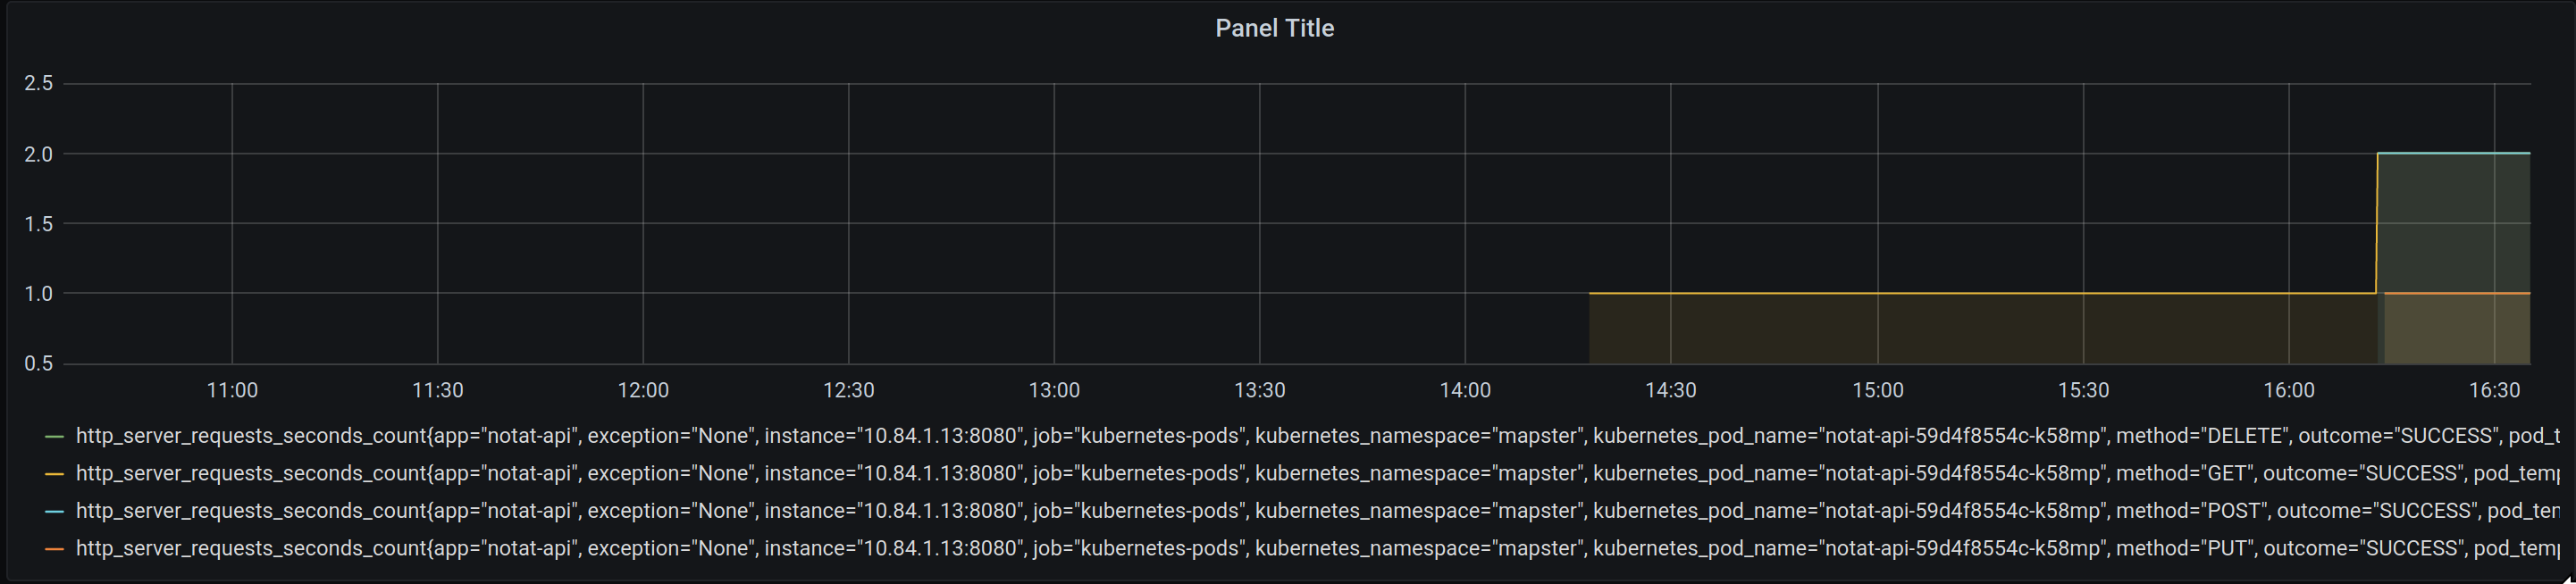 Panel Title
2.5
2.0
1.5
1.0
0.5
11:00 11:30 12:00 12:30 13:00 13:30 14:00 14:30 15:00 15:30 16:00 16:30
http_server_requests_seconds_count{app="notat-api", exception="None", instance="10.84.1.13:8080", job="kubernetes-pods", kubernetes_namespace="mapster", kubernetes_pod_name="notat-api-59d4f8554c-k58mp", method="DELETE", outcome="SUCCESS", pod_t
http_server_requests_seconds_count{app="notat-api", exception="None", instance="10.84.1.13:8080", job="kubernetes-pods", kubernetes_namespace="mapster", kubernetes_pod_name="notat-api-59d4f8554c-k58mp", method="GET", outcome="SUCCESS", pod_temp
http_server_requests_seconds_count{app="notat-api", exception="None", instance="10.84.1.13:8080", job="kubernetes-pods", kubernetes_namespace="mapster", kubernetes_pod_name="notat-api-59d4f8554c-k58mp", method="POST", outcome="SUCCESS", pod_ten
http_server_requests_seconds_count{app="notat-api", exception="None", instance="10.84.1.13:8080", job="kubernetes-pods", kubernetes_namespace="mapster", kubernetes_pod_name="notat-api-59d4f8554c-k58mp", method="PUT", outcome="SUCCESS", pod_temp